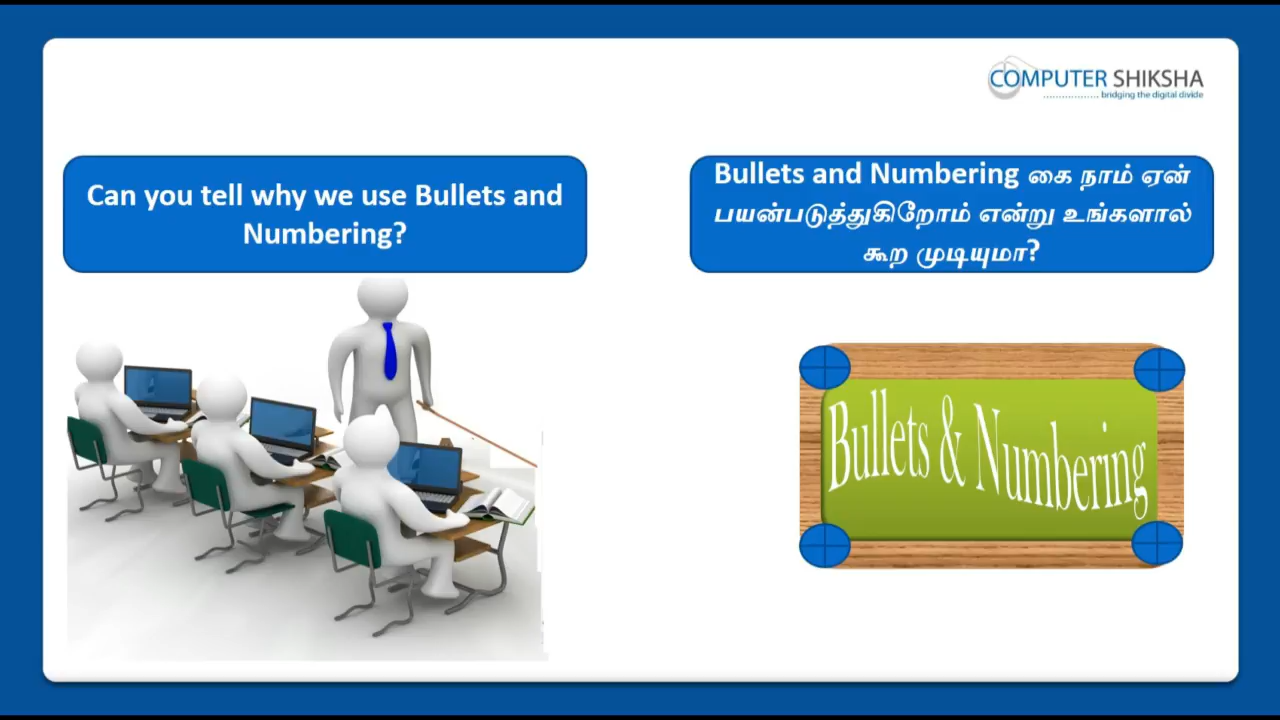 COMPUTER SHIKSHA
bridging the digital divide
Can you tell why we use Bullets and
Numbering?
Bullets and Numbering கை நாம் ஏன்
பயன்படுத்துகிறோம் என்று உங்களால்
கூற முடியுமா?
Bullets & Numbering